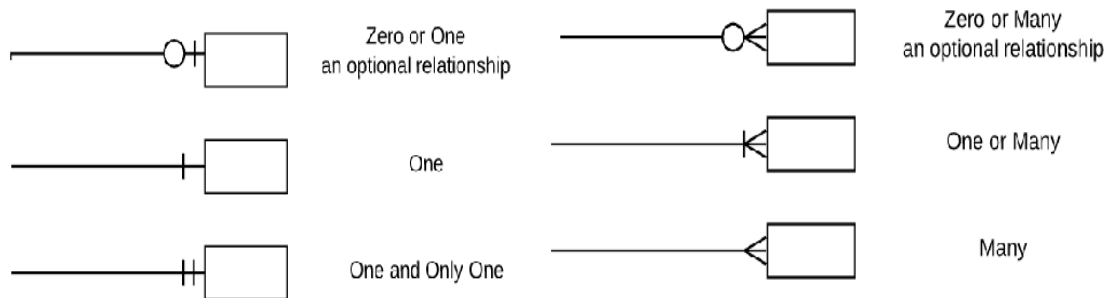 Zero or One
an optional relationship
One
One and Only One
Zero or Many
an optional relationship
One or Many
Many